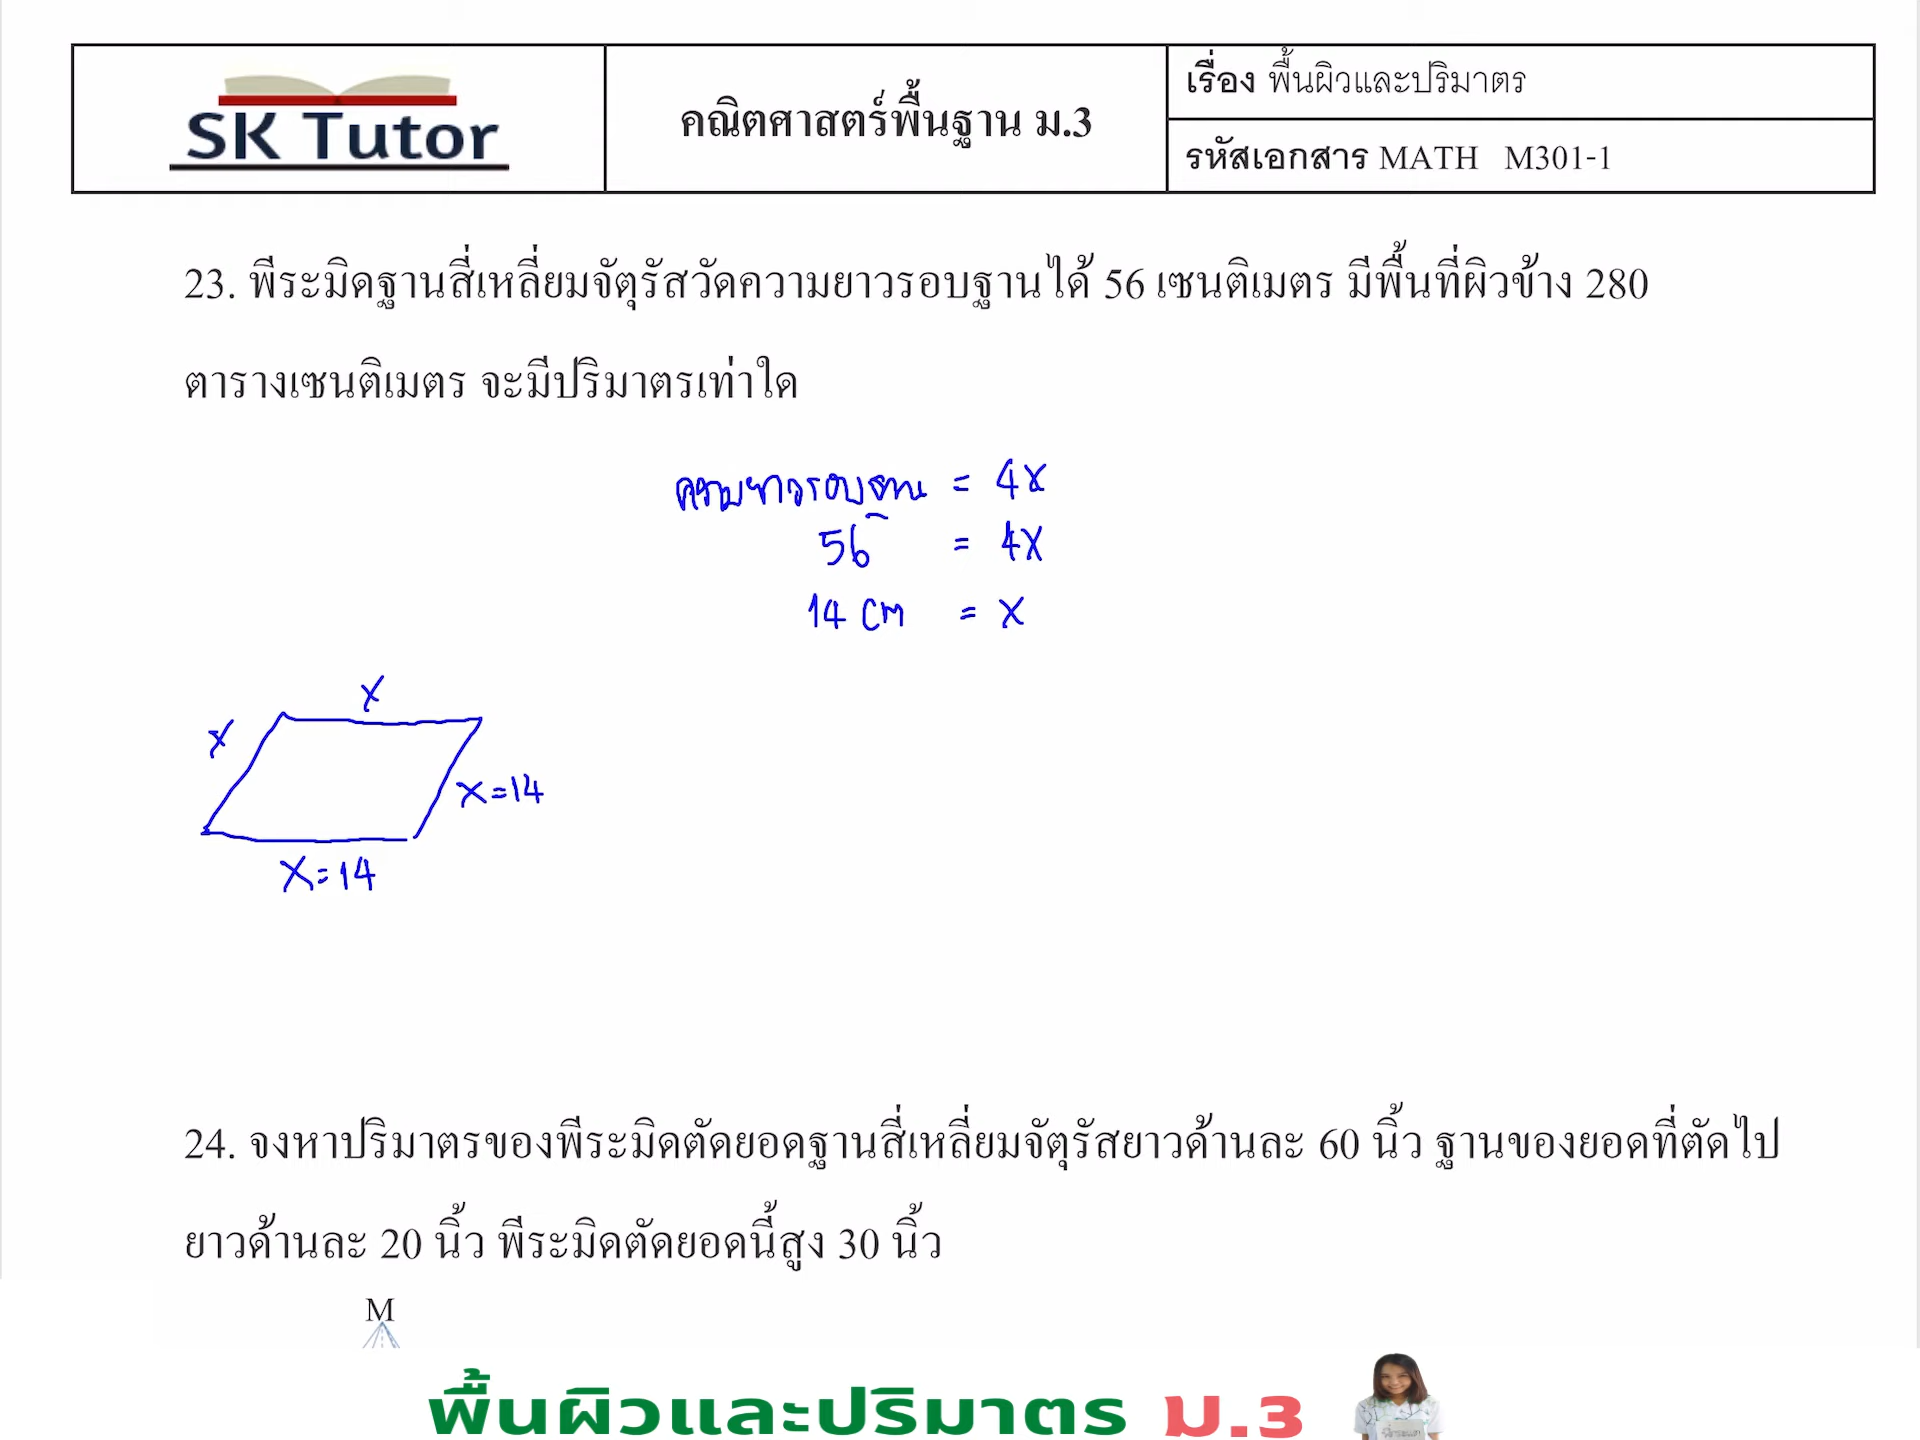 SK Tutor
คณิตศาสตร์พื้นฐาน ม.3
เรื่อง พื้นผิวและปริมาตร
รหัสเอกสาร MATH M301-1
23. พีระมิดฐานสี่เหลี่ยมจัตุรัสวัดความยาวรอบฐานได้ 56 เซนติเมตร มีพื้นที่ผิวข้าง 280
ตารางเซนติเมตร จะมีปริมาตรเท่าใด
ความยาวรอบฐาน = 4x
56 = 4x
14 cm = x
x
x
x=14
x=14
24. จงหาปริมาตรของพีระมิดตัดยอดฐานสี่เหลี่ยมจัตุรัสยาวด้านละ 60 นิ้ว ฐานของยอดที่ตัดไป
ยาวด้านละ 20 นิ้ว พีระมิดตัดยอดนี้สูง 30 นิ้ว
M
พื้นผิวและปริมาตร ม.3